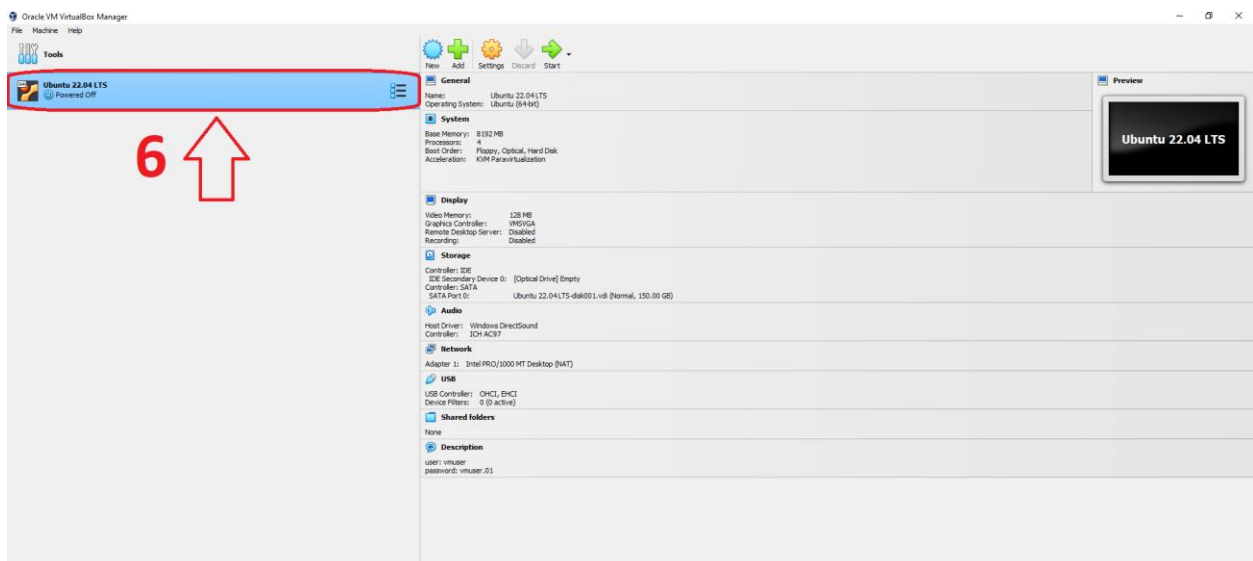 Oracle VM VirtualBox Manager
File Machine Help
Tools
New Add Settings Discard Start
64
Ubuntu 22.04 LTS
Powered Off
6
General
Name: Ubuntu 22.04 LTS
Operating System: Ubuntu (64-bit)
Preview
Ubuntu 22.04 LTS
System
Base Memory: 8192 MB
Processors: 4
Boot Order: Floppy, Optical, Hard Disk
Acceleration: KVM Paravirtualization
Display
Video Memory: 128 MB
Graphics Controller: VMSVGA
Remote Desktop Server: Disabled
Recording: Disabled
Storage
Controller: IDE
IDE Secondary Device 0: [Optical Drive] Empty
Controller: SATA
SATA Port 0: Ubuntu 22.04 LTS-disk001.vdi (Normal, 150.00 GB)
Audio
Host Driver: Windows DirectSound
Controller: ICH AC97
Network
Adapter 1: Intel PRO/1000 MT Desktop (NAT)
USB
USB Controller: OHCI, EHCI
Device Filters: 0 (0 active)
Shared folders
None
Description
user: vmuser
password: vmuser.01